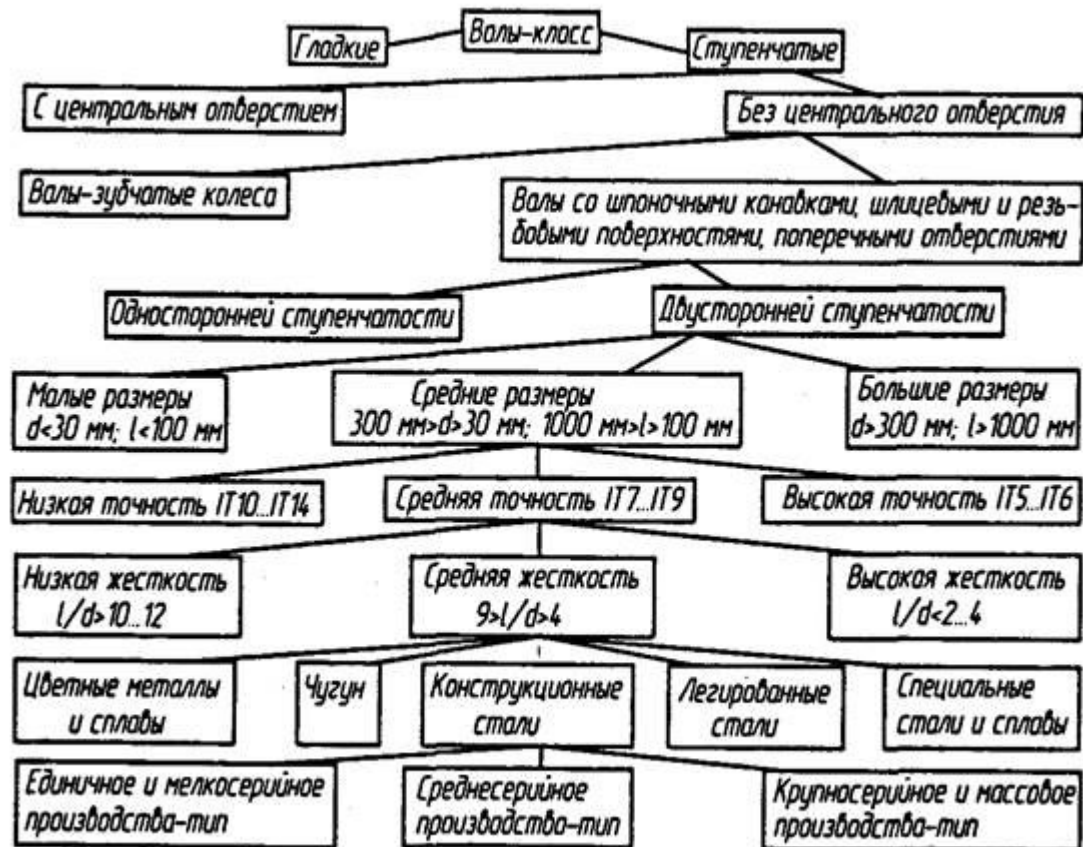 Валы-класс
Гладкие
Ступенчатые
С центральным отверстием
Без центрального отверстия
Валы-зубчатые колеса
Валы со шпоночными канавками, шлицевыми и резь-
бовыми поверхностями, поперечными отверстиями
Односторонней ступенчатости
Двусторонней ступенчатости
Малые размеры
d<30 мм; l<100 мм
Средние размеры
300 мм>d>30 мм; 1000 мм>l>100 мм
Большие размеры
d>300 мм; l>1000 мм
Низкая точность IT10...IT14
Средняя точность IT7...IT9
Высокая точность IT5...IT6
Низкая жесткость
l/d>10...12
Средняя жесткость
9>l/d>4
Высокая жесткость
l/d<2...4
Цветные металлы
и сплавы
Чугун
Конструкционные
стали
Легированные
стали
Специальные
стали и сплавы
Единичное и мелкосерийное
производства-тип
Среднесерийное
производства-тип
Крупносерийное и массовое
производства-тип